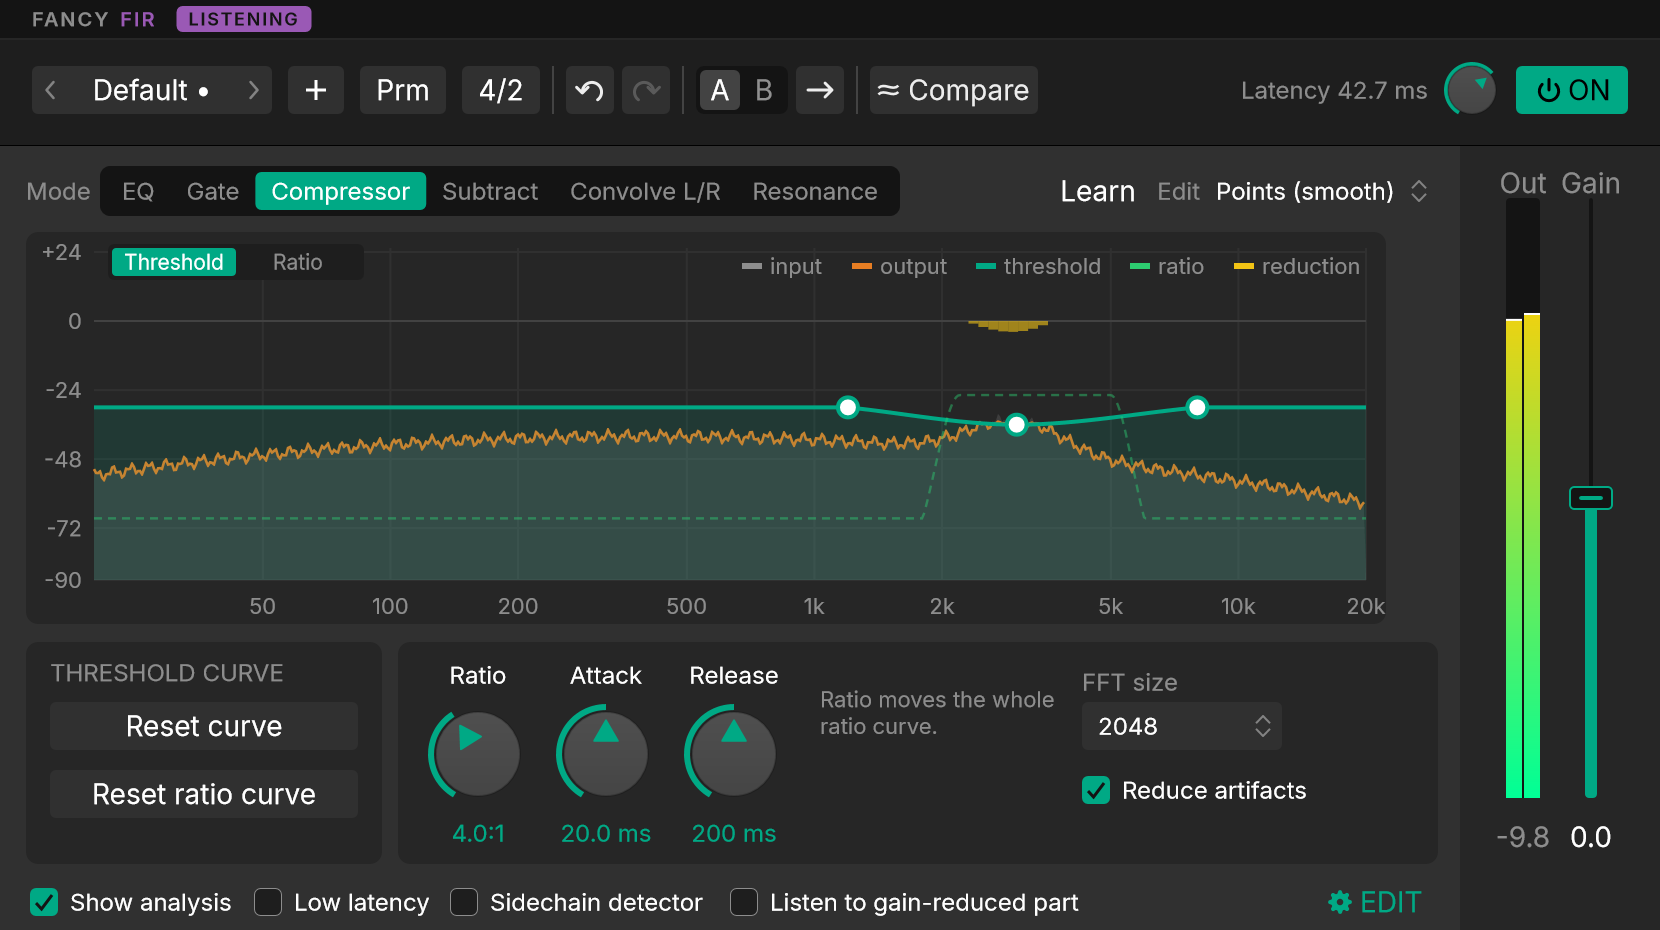 FANCY FIR LISTENING
Default • + Prm 4/2 A B → ≈ Compare Latency 42.7 ms ON
Mode EQ Gate Compressor Subtract Convolve L/R Resonance Learn Edit Points (smooth)
Out Gain
Threshold Ratio
input output threshold ratio reduction
+24
0
-24
-48
-72
-90
50 100 200 500 1k 2k 5k 10k 20k
THRESHOLD CURVE
Reset curve
Reset ratio curve
Ratio Attack Release
4.0:1 20.0 ms 200 ms
Ratio moves the whole
ratio curve.
FFT size
2048
Reduce artifacts
-9.8 0.0
Show analysis Low latency Sidechain detector Listen to gain-reduced part EDIT